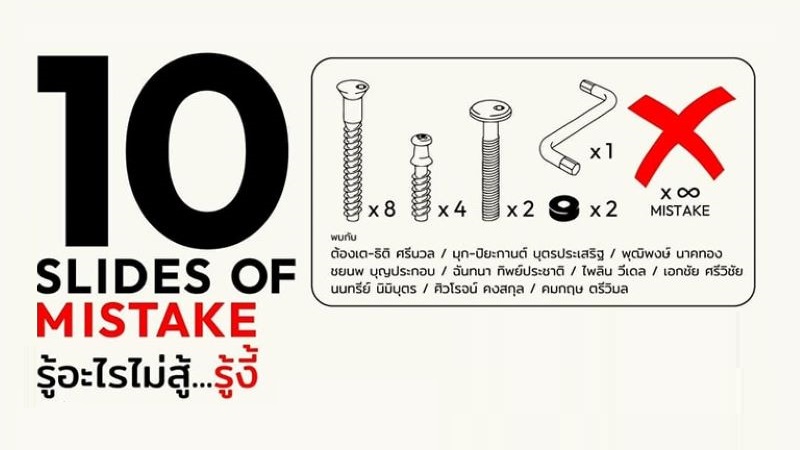 10
SLIDES OF
MISTAKE
รู้อะไรไม่สู้...รู้งี้
x 8
x 4
x 2
x 2
x 1
x ∞
MISTAKE
พบกับ
ต้องเต-ธิติ ศรีนวล / มุก-ปิยะกานต์ บุตรประเสริฐ / พุฒิพงษ์ นาคทอง
ชยนพ บุญประกอบ / ฉันทนา ทิพย์ประชาติ / ไพลิน วีเดล / เอกชัย ศรีวิชัย
นนทรีย์ นิมิบุตร / ศิวโรจน์ คงสกุล / คมกฤษ ตรีวิมล